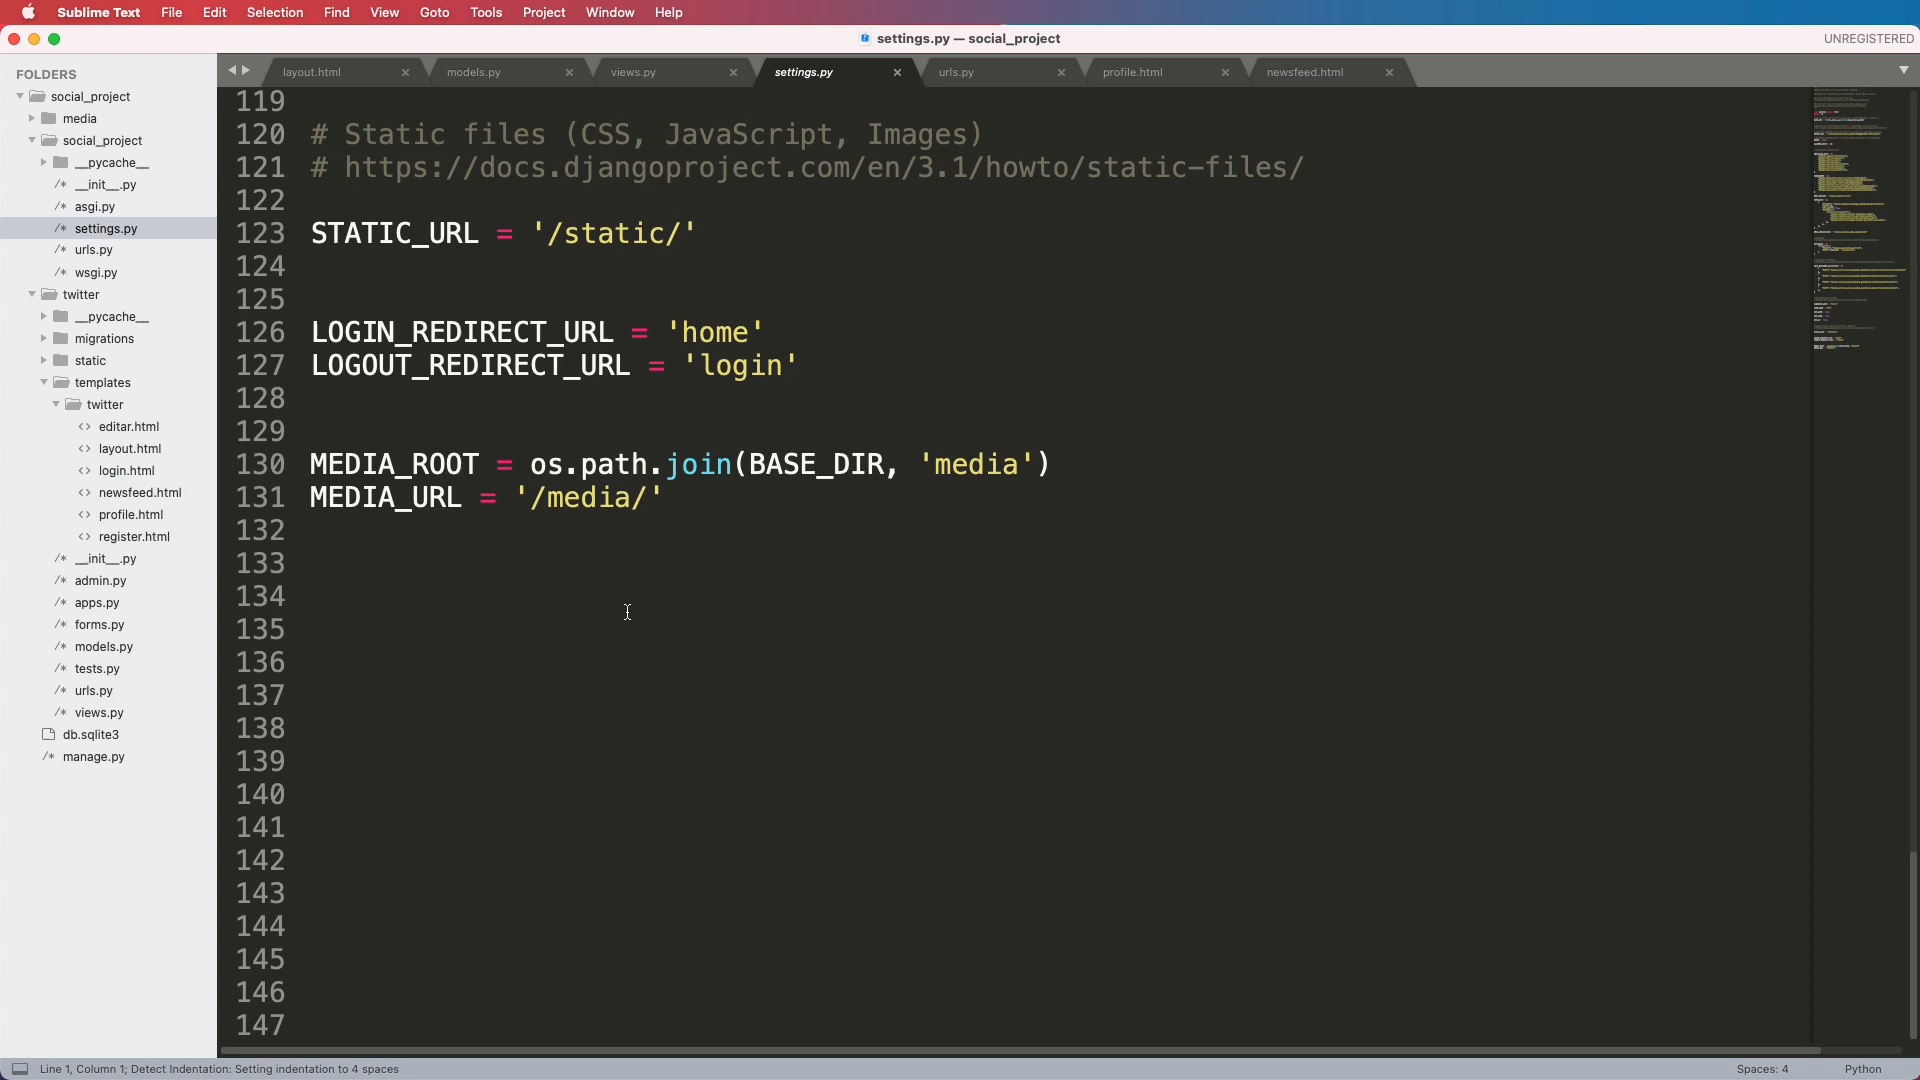 Sublime Text File Edit Selection Find View Goto Tools Project Window Help
settings.py — social_project
UNREGISTERED
FOLDERS
social_project
media
social_project
__pycache__
/* __init__.py
/* asgi.py
/* settings.py
/* urls.py
/* wsgi.py
twitter
__pycache__
migrations
static
templates
twitter
<> editar.html
<> layout.html
<> login.html
<> newsfeed.html
<> profile.html
<> register.html
/* __init__.py
/* admin.py
/* apps.py
/* forms.py
/* models.py
/* tests.py
/* urls.py
/* views.py
db.sqlite3
/* manage.py
layout.html × models.py × views.py × settings.py × urls.py × profile.html × newsfeed.html ×
119
120 # Static files (CSS, JavaScript, Images)
121 # https://docs.djangoproject.com/en/3.1/howto/static-files/
122
123 STATIC_URL = '/static/'
124
125
126 LOGIN_REDIRECT_URL = 'home'
127 LOGOUT_REDIRECT_URL = 'login'
128
129
130 MEDIA_ROOT = os.path.join(BASE_DIR, 'media')
131 MEDIA_URL = '/media/'
132
133
134
135
136
137
138
139
140
141
142
143
144
145
146
147
Line 1, Column 1; Detect Indentation: Setting indentation to 4 spaces
Spaces: 4
Python